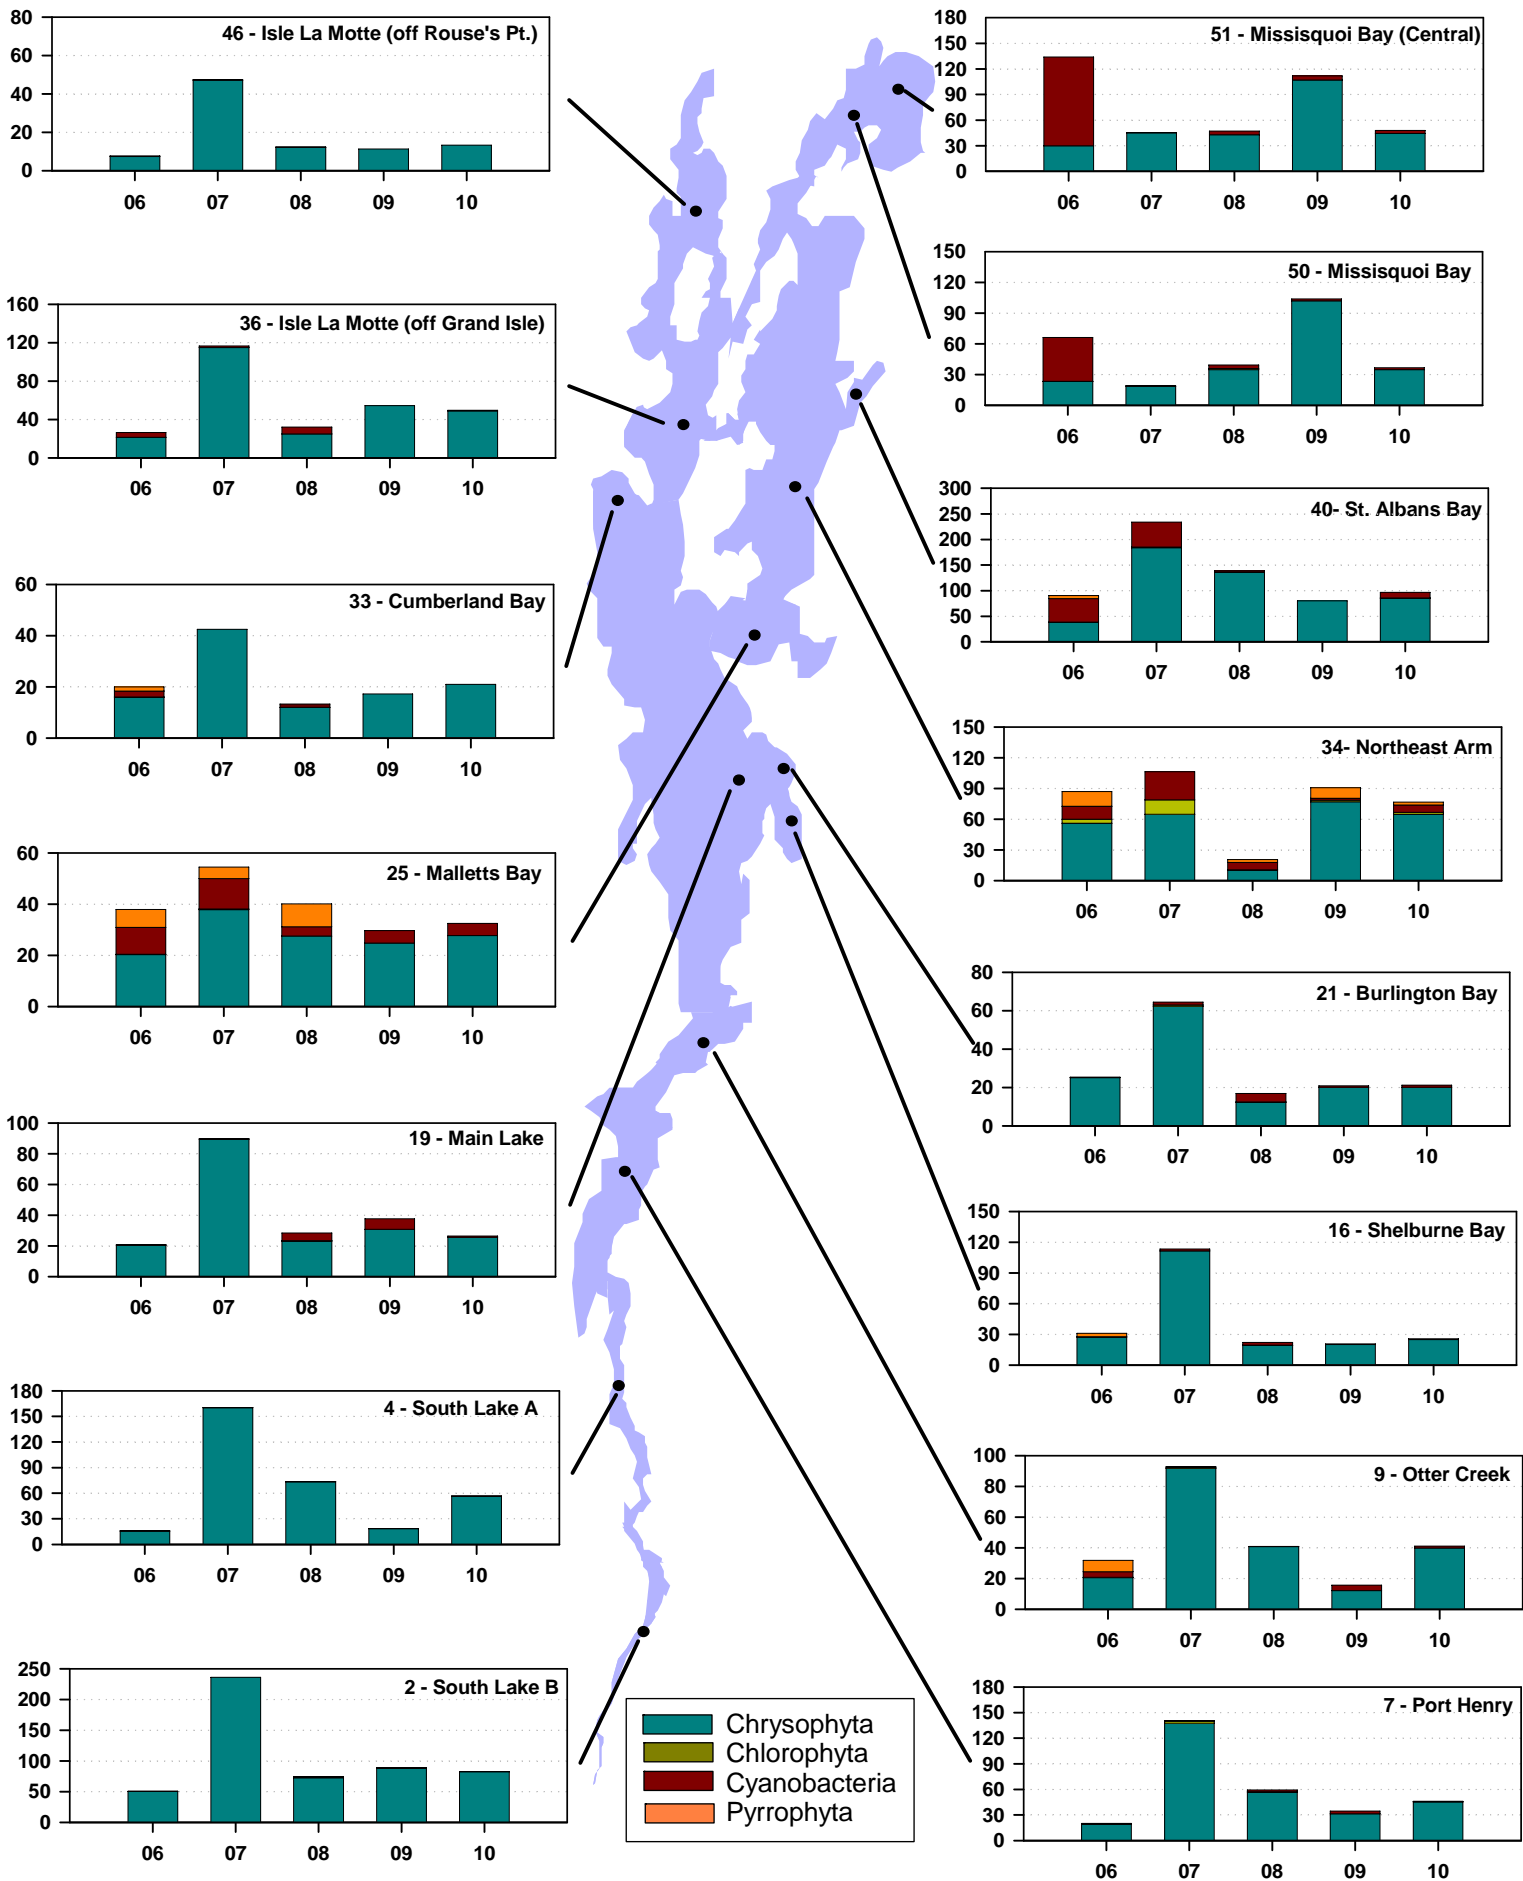 46 - Isle La Motte (off Rouse's Pt.)
80
60
40
20
0
06 07 08 09 10
36 - Isle La Motte (off Grand Isle)
160
120
80
40
0
06 07 08 09 10
33 - Cumberland Bay
60
40
20
0
06 07 08 09 10
25 - Malletts Bay
60
40
20
0
06 07 08 09 10
19 - Main Lake
100
80
60
40
20
0
06 07 08 09 10
4 - South Lake A
180
150
120
90
60
30
0
06 07 08 09 10
2 - South Lake B
250
200
150
100
50
0
06 07 08 09 10
51 - Missisquoi Bay (Central)
180
150
120
90
60
30
0
06 07 08 09 10
50 - Missisquoi Bay
150
120
90
60
30
0
06 07 08 09 10
40- St. Albans Bay
300
250
200
150
100
50
0
06 07 08 09 10
34- Northeast Arm
150
120
90
60
30
0
06 07 08 09 10
21 - Burlington Bay
80
60
40
20
0
06 07 08 09 10
16 - Shelburne Bay
150
120
90
60
30
0
06 07 08 09 10
9 - Otter Creek
100
80
60
40
20
0
06 07 08 09 10
7 - Port Henry
180
150
120
90
60
30
0
06 07 08 09 10
Chrysophyta
Chlorophyta
Cyanobacteria
Pyrrophyta